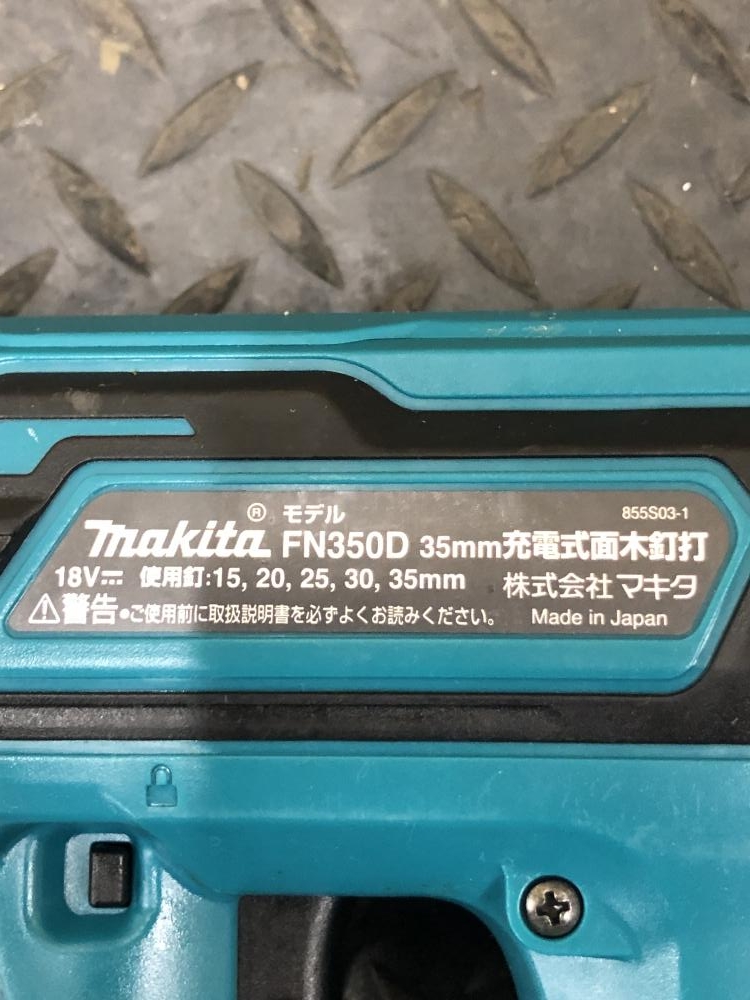 ® モデル 855S03-1
makita FN350D 35mm充電式面木釘打
18V⎓ 使用釘:15, 20, 25, 30, 35mm 株式会社 マキタ
⚠警告 •ご使用前に取扱説明書を必ずよくお読みください。 Made in Japan